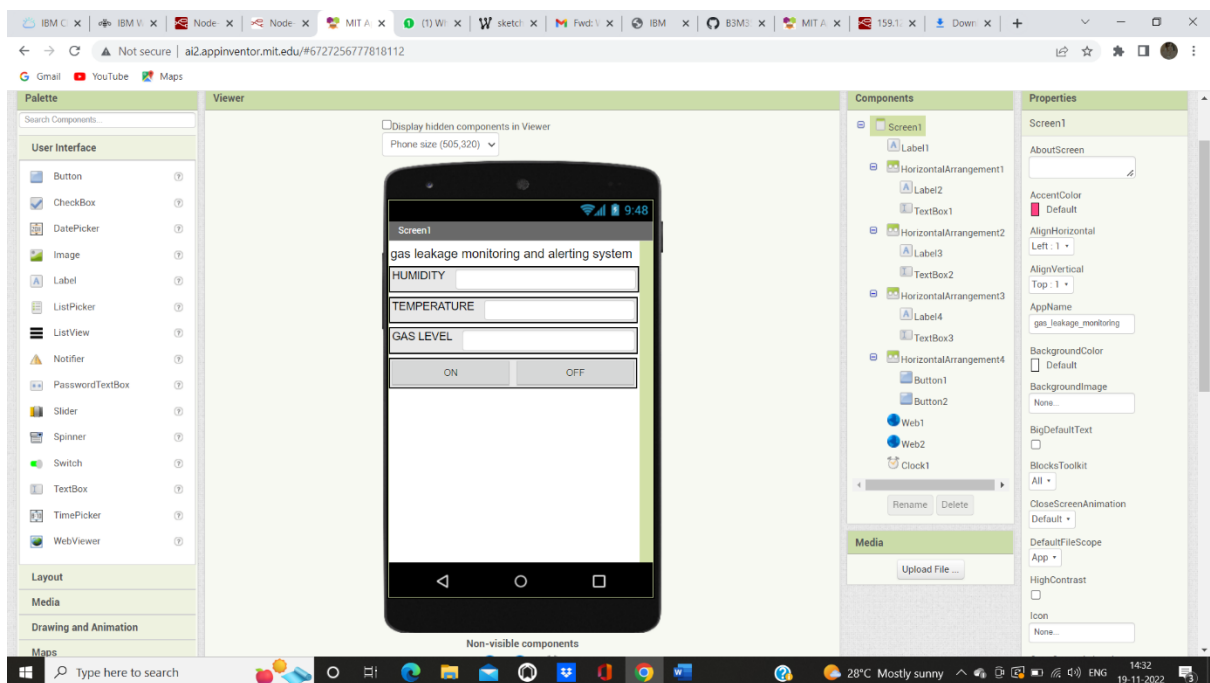 IBM C
IBM W
Node-
Node-
MIT A
(1) Wh
sketch
Fwd: V
IBM
B3M3
MIT A
159.1
Down
Not secure | ai2.appinventor.mit.edu/#6727256777818112
Gmail
YouTube
Maps
Palette
Viewer
Components
Properties
Search Components...
Display hidden components in Viewer
Phone size (505,320)
User Interface
Button
CheckBox
DatePicker
Image
Label
ListPicker
ListView
Notifier
PasswordTextBox
Slider
Spinner
Switch
TextBox
TimePicker
WebViewer
Layout
Media
Drawing and Animation
Maps
9:48
Screen1
gas leakage monitoring and alerting system
HUMIDITY
TEMPERATURE
GAS LEVEL
ON
OFF
Non-visible components
Screen1
Label1
HorizontalArrangement1
Label2
TextBox1
HorizontalArrangement2
Label3
TextBox2
HorizontalArrangement3
Label4
TextBox3
HorizontalArrangement4
Button1
Button2
Web1
Web2
Clock1
Rename
Delete
Media
Upload File ...
Screen1
AboutScreen
AccentColor
Default
AlignHorizontal
Left : 1
AlignVertical
Top : 1
AppName
gas_leakage_monitoring
BackgroundColor
Default
BackgroundImage
None...
BigDefaultText
BlocksToolkit
All
CloseScreenAnimation
Default
DefaultFileScope
App
HighContrast
Icon
None...
Type here to search
28°C Mostly sunny
ENG
14:32
19-11-2022